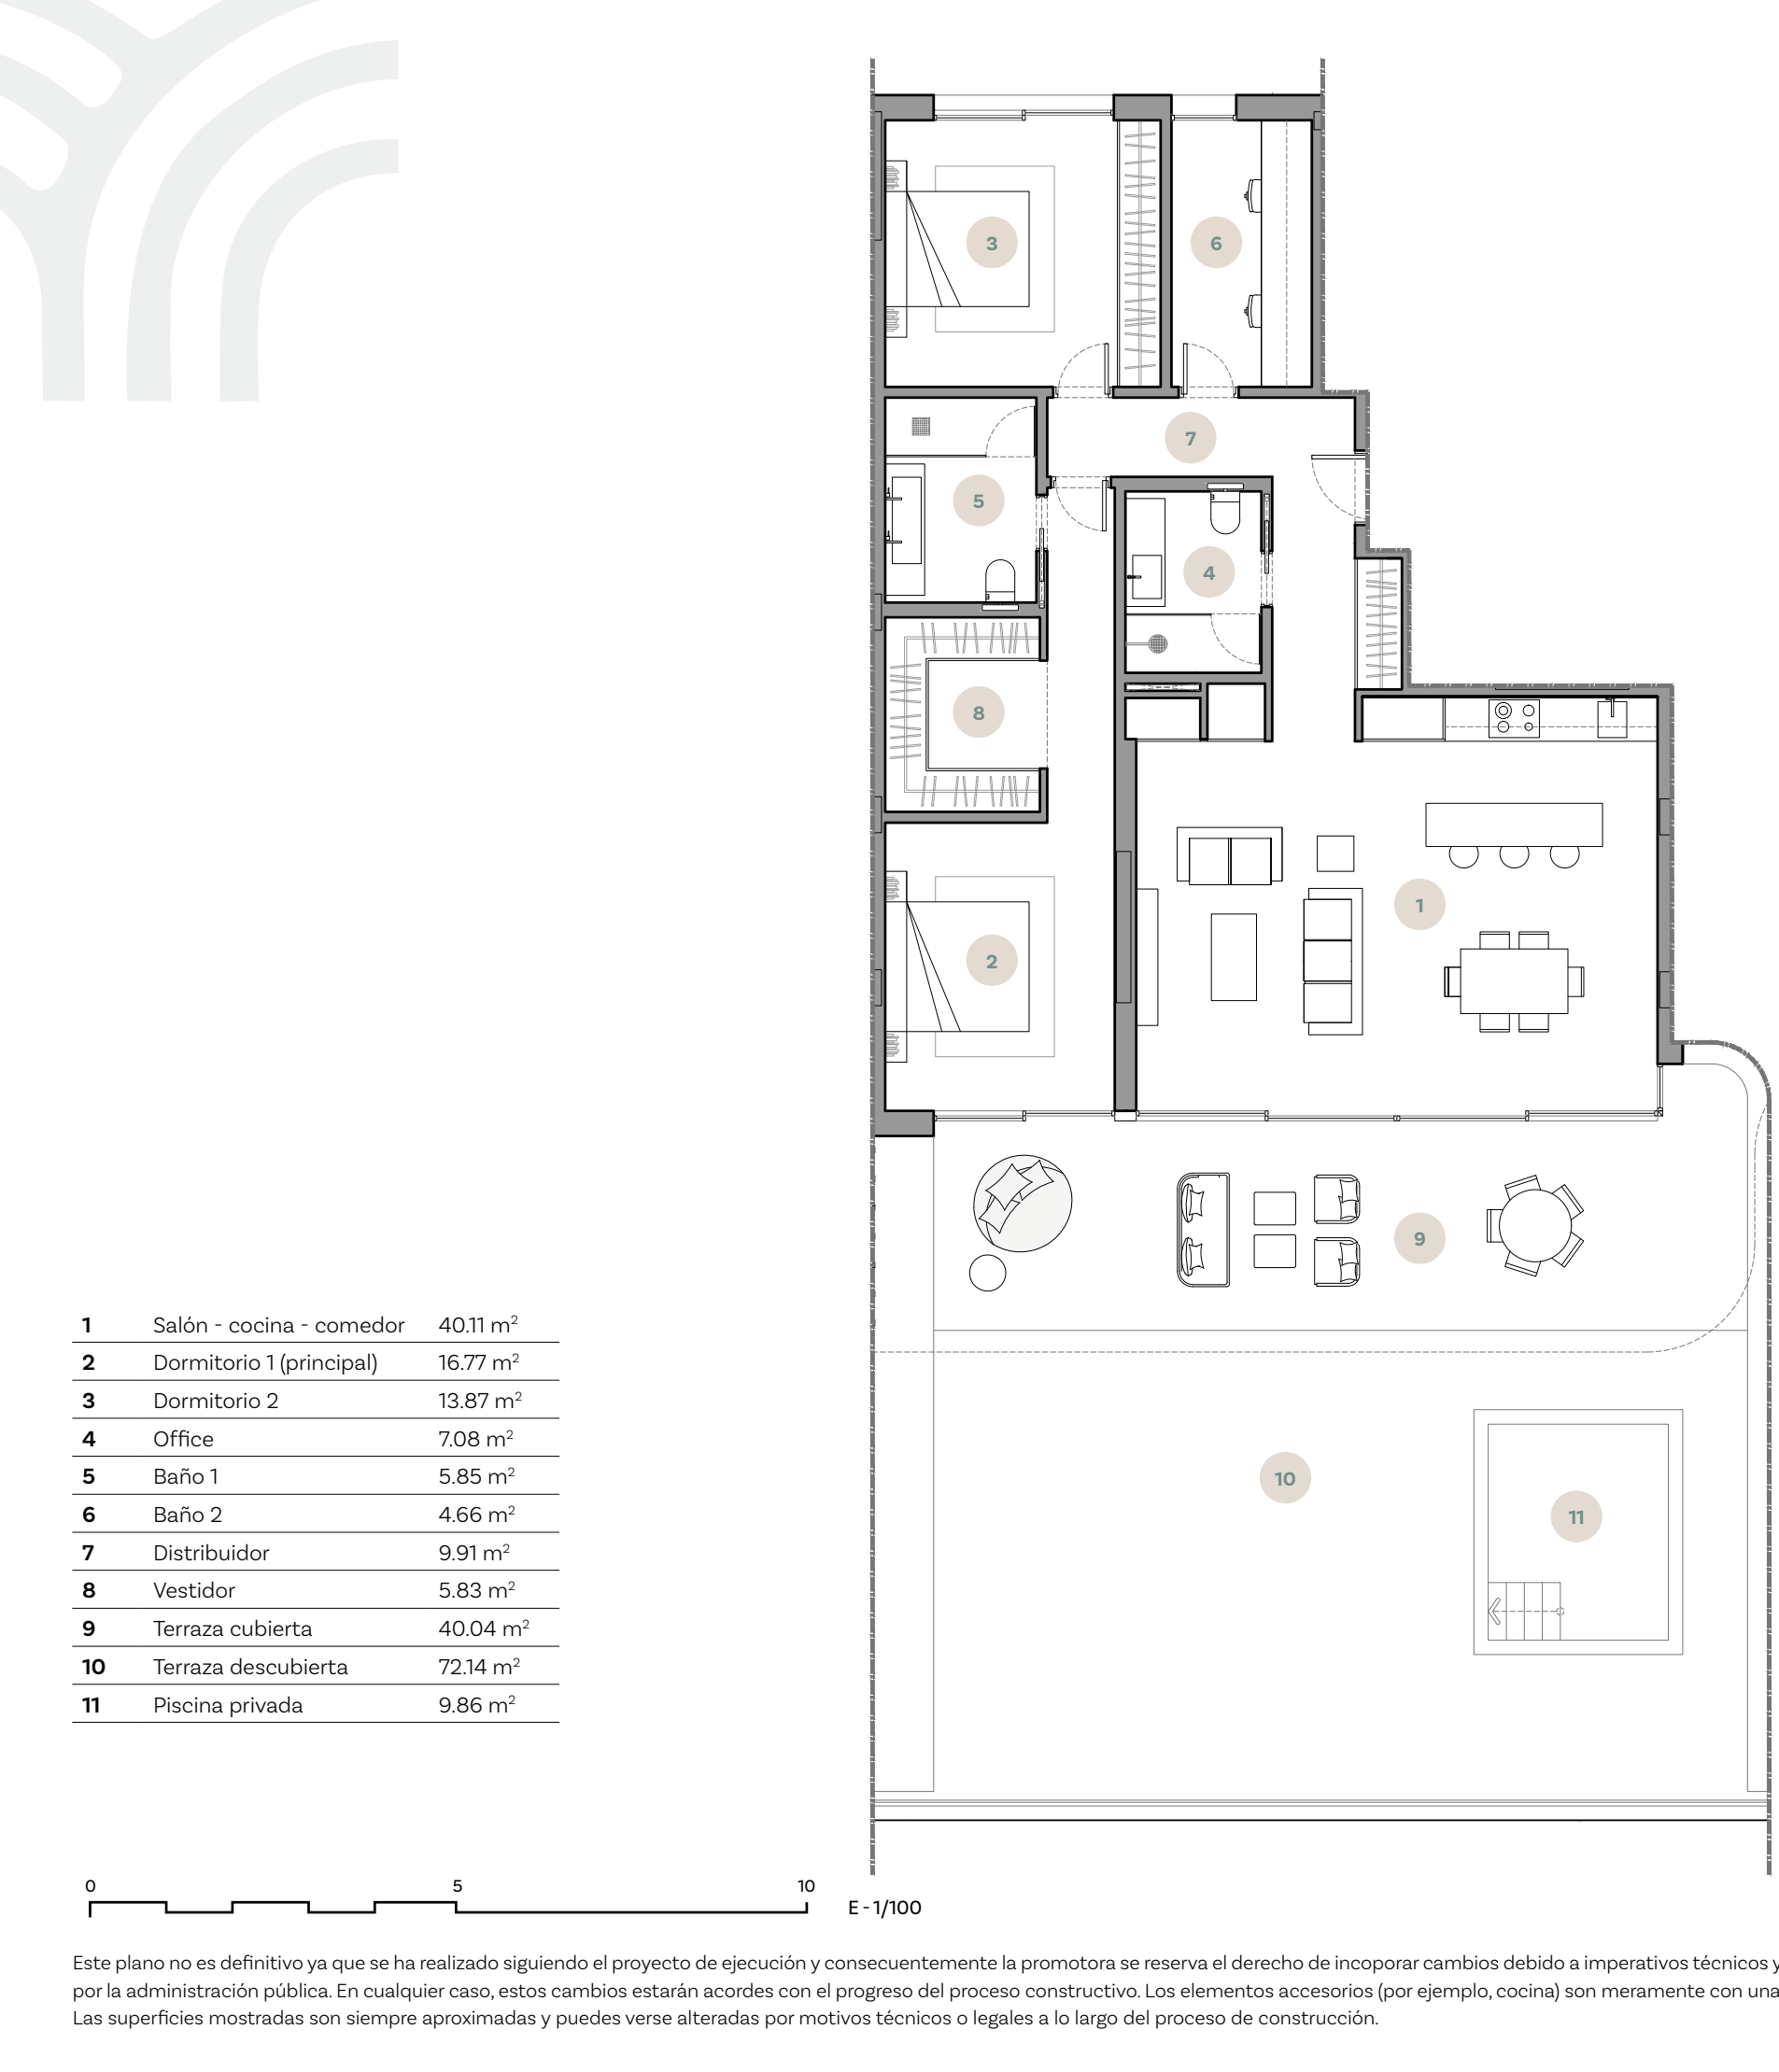 3
6
7
5
4
8
1
2
9
10
11
1 Salón - cocina - comedor 40.11 m²
2 Dormitorio 1 (principal) 16.77 m²
3 Dormitorio 2 13.87 m²
4 Office 7.08 m²
5 Baño 1 5.85 m²
6 Baño 2 4.66 m²
7 Distribuidor 9.91 m²
8 Vestidor 5.83 m²
9 Terraza cubierta 40.04 m²
10 Terraza descubierta 72.14 m²
11 Piscina privada 9.86 m²
0 5 10
E - 1/100
Este plano no es definitivo ya que se ha realizado siguiendo el proyecto de ejecución y consecuentemente la promotora se reserva el derecho de incoporar cambios debido a imperativos técnicos y
por la administración pública. En cualquier caso, estos cambios estarán acordes con el progreso del proceso constructivo. Los elementos accesorios (por ejemplo, cocina) son meramente con una
Las superficies mostradas son siempre aproximadas y puedes verse alteradas por motivos técnicos o legales a lo largo del proceso de construcción.